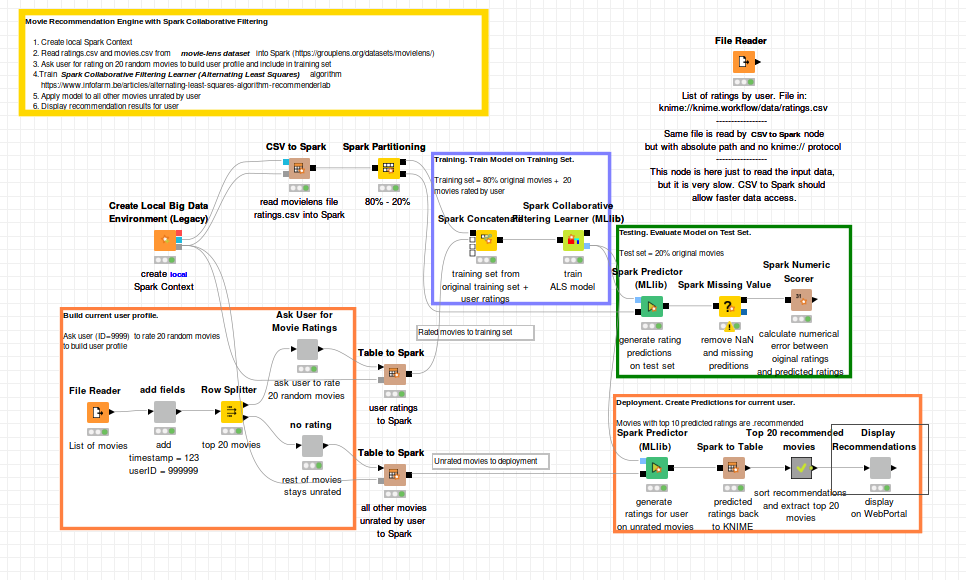 Movie Recommendation Engine with Spark Collaborative Filtering
1. Create local Spark Context
2. Read ratings.csv and movies.csv from movie-lens dataset into Spark (https://grouplens.org/datasets/movielens/)
3. Ask user for rating on 20 random movies to build user profile and include in training set
4.Train Spark Collaborative Filtering Learner (Alternating Least Squares) algorithm
https://www.infofarm.be/articles/alternating-least-squares-algorithm-recommenderlab
5. Apply model to all other movies unrated by user
6. Display recommendation results for user
File Reader
List of ratings by user. File in:
knime://knime.workflow/data/ratings.csv
------------------
Same file is read by CSV to Spark node
but with absolute path and no knime:// protocol
------------------
This node is here just to read the input data,
but it is very slow. CSV to Spark should
allow faster data access.
CSV to Spark
read movielens file
ratings.csv into Spark
Spark Partitioning
80% - 20%
Create Local Big Data
Environment (Legacy)
create local
Spark Context
Training. Train Model on Training Set.
Training set = 80% original movies + 20
movies rated by user
Spark Concatenate
training set from
original training set +
user ratings
Spark Collaborative
Filtering Learner (MLlib)
train
ALS model
Testing. Evaluate Model on Test Set.
Test set = 20% original movies
Spark Predictor
(MLlib)
generate rating
predictions
on test set
Spark Missing Value
remove NaN
and missing
preditions
Spark Numeric
Scorer
calculate numerical
error between
oiginal ratings
and predicted ratings
Build current user profile.
Ask user (ID=9999) to rate 20 random movies
to build user profile
File Reader
List of movies
add fields
add
timestamp = 123
userID = 999999
Row Splitter
top 20 movies
Ask User for
Movie Ratings
ask user to rate
20 random movies
no rating
rest of movies
stays unrated
Rated movies to training set
Table to Spark
user ratings
to Spark
Unrated movies to deployment
Table to Spark
all other movies
unrated by user
to Spark
Deployment. Create Predictions for current user.
Movies with top 10 predicted ratings are .recommended
Spark Predictor
(MLlib)
generate
ratings for user
on unrated movies
Spark to Table
predicted
ratings back
to KNIME
Top 20 recommended
movies
sort recommendations
and extract top 20
movies
Display
Recommendations
display
on WebPortal